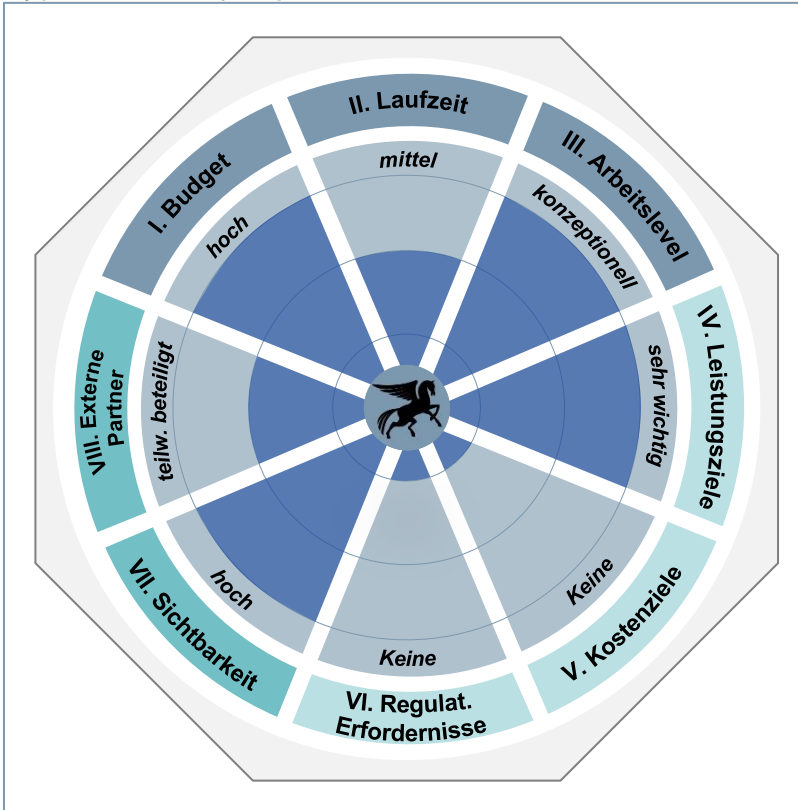 I. Budget
hoch
II. Laufzeit
mittel
III. Arbeitslevel
konzeptionell
IV. Leistungsziele
sehr wichtig
V. Kostenziele
Keine
VI. Regulat.
Erfordernisse
Keine
VII. Sichtbarkeit
hoch
VIII. Externe
Partner
teilw. beteiligt